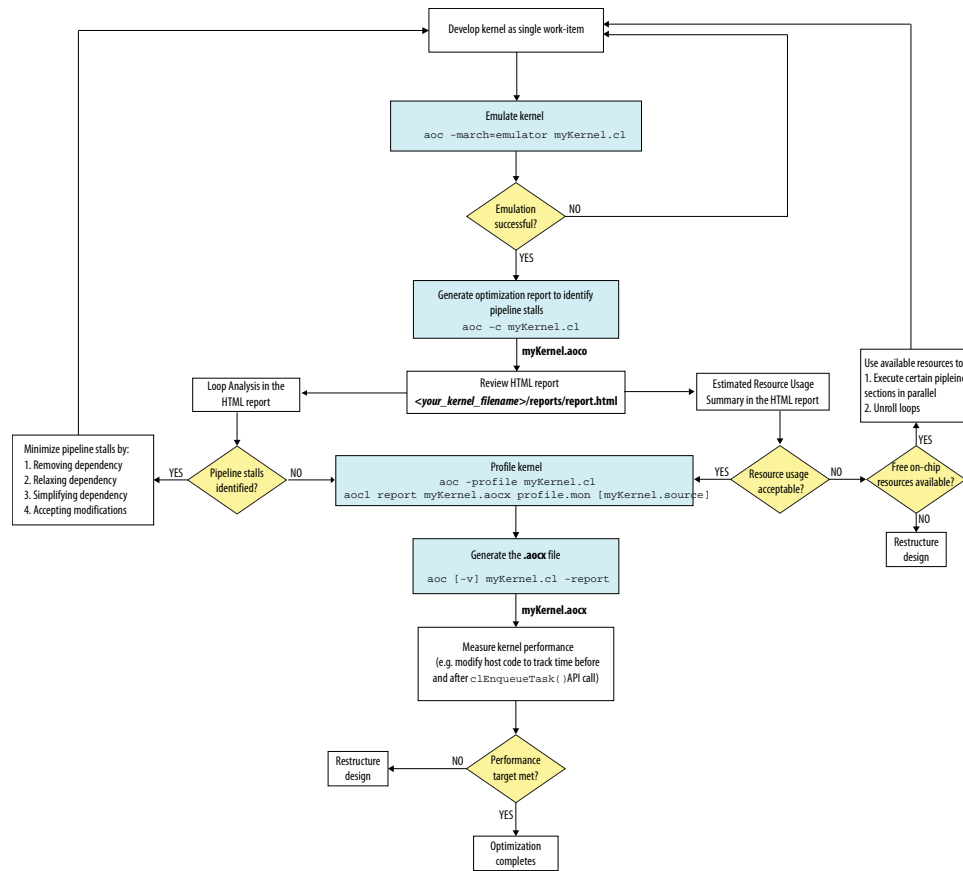 Develop kernel as single work-item
Emulate kernel
aoc -march=emulator myKernel.cl
Emulation
successful?
NO
YES
Generate optimization report to identify
pipeline stalls
aoc -c myKernel.cl
myKernel.aoco
Review HTML report
<your_kernel_filename>/reports/report.html
Loop Analysis in the
HTML report
Estimated Resource Usage
Summary in the HTML report
Use available resources to
1. Execute certain pipleine
sections in parallel
2. Unroll loops
Minimize pipeline stalls by:
1. Removing dependency
2. Relaxing dependency
3. Simplifying dependency
4. Accepting modifications
YES
Pipeline stalls
identified?
NO
Profile kernel
aoc -profile myKernel.cl
aocl report myKernel.aocx profile.mon [myKernel.source]
YES
Resource usage
acceptable?
NO
YES
Free on-chip
resources available?
NO
Restructure
design
Generate the .aocx file
aoc [-v] myKernel.cl -report
myKernel.aocx
Measure kernel performance
(e.g. modify host code to track time before
and after clEnqueueTask()API call)
Restructure
design
NO
Performance
target met?
YES
Optimization
completes